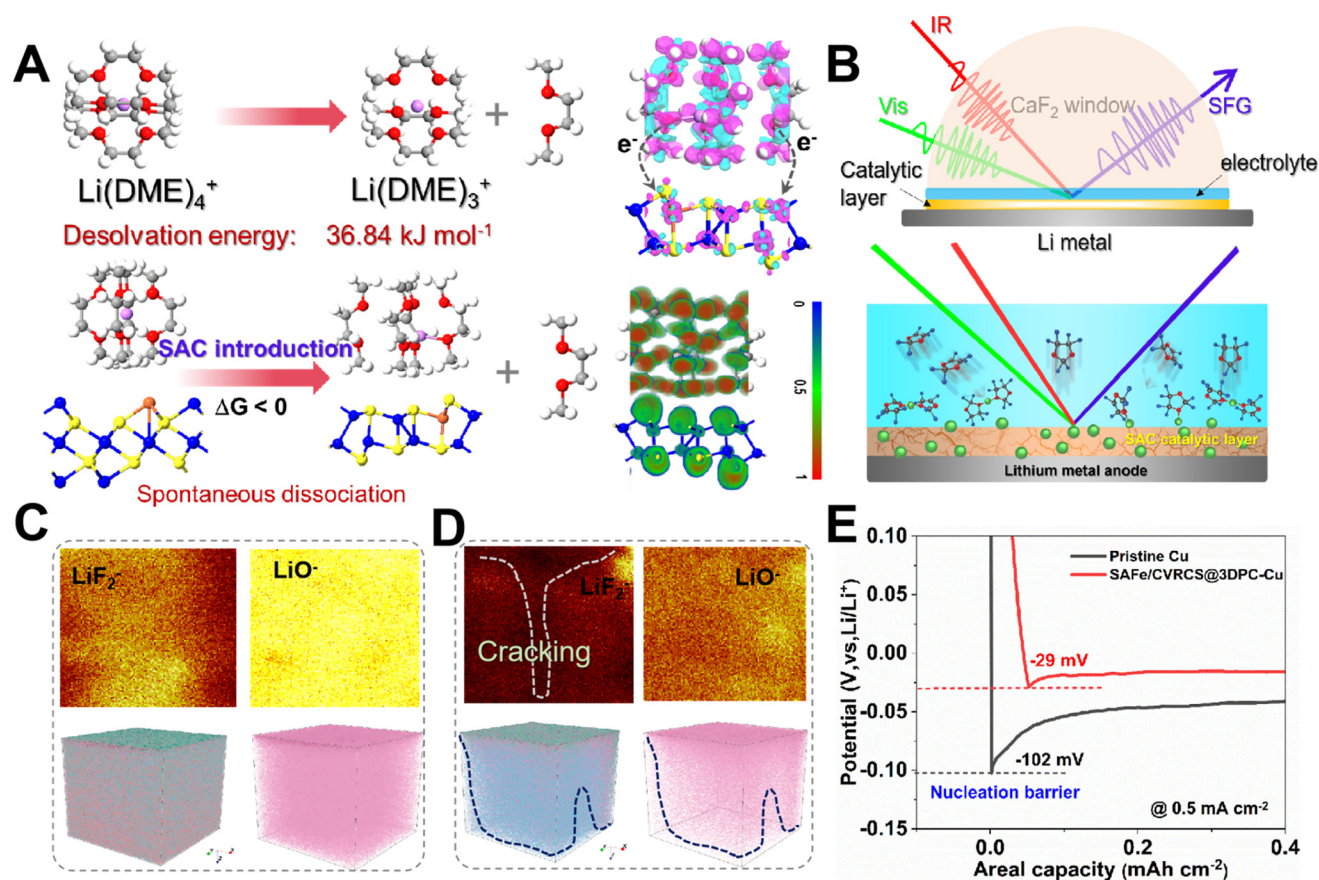 A
Li(DME)₄⁺
Li(DME)₃⁺
+
Desolvation energy: 36.84 kJ mol⁻¹
SAC introduction
ΔG < 0
+
Spontaneous dissociation
e⁻
e⁻
0
0.5
1
B
IR
Vis
CaF₂ window
SFG
Catalytic
layer
electrolyte
Li metal
SAC catalytic layer
Lithium metal anode
C
LiF₂⁻
LiO⁻
D
LiF₂⁻
Cracking
LiO⁻
E
Potential (V,vs,Li/Li⁺)
0.10
0.05
0.00
-0.05
-0.10
-0.15
Pristine Cu
SAFe/CVRCS@3DPC-Cu
-29 mV
-102 mV
Nucleation barrier
@ 0.5 mA cm⁻²
0.0 0.1 0.2 0.3 0.4
Areal capacity (mAh cm⁻²)